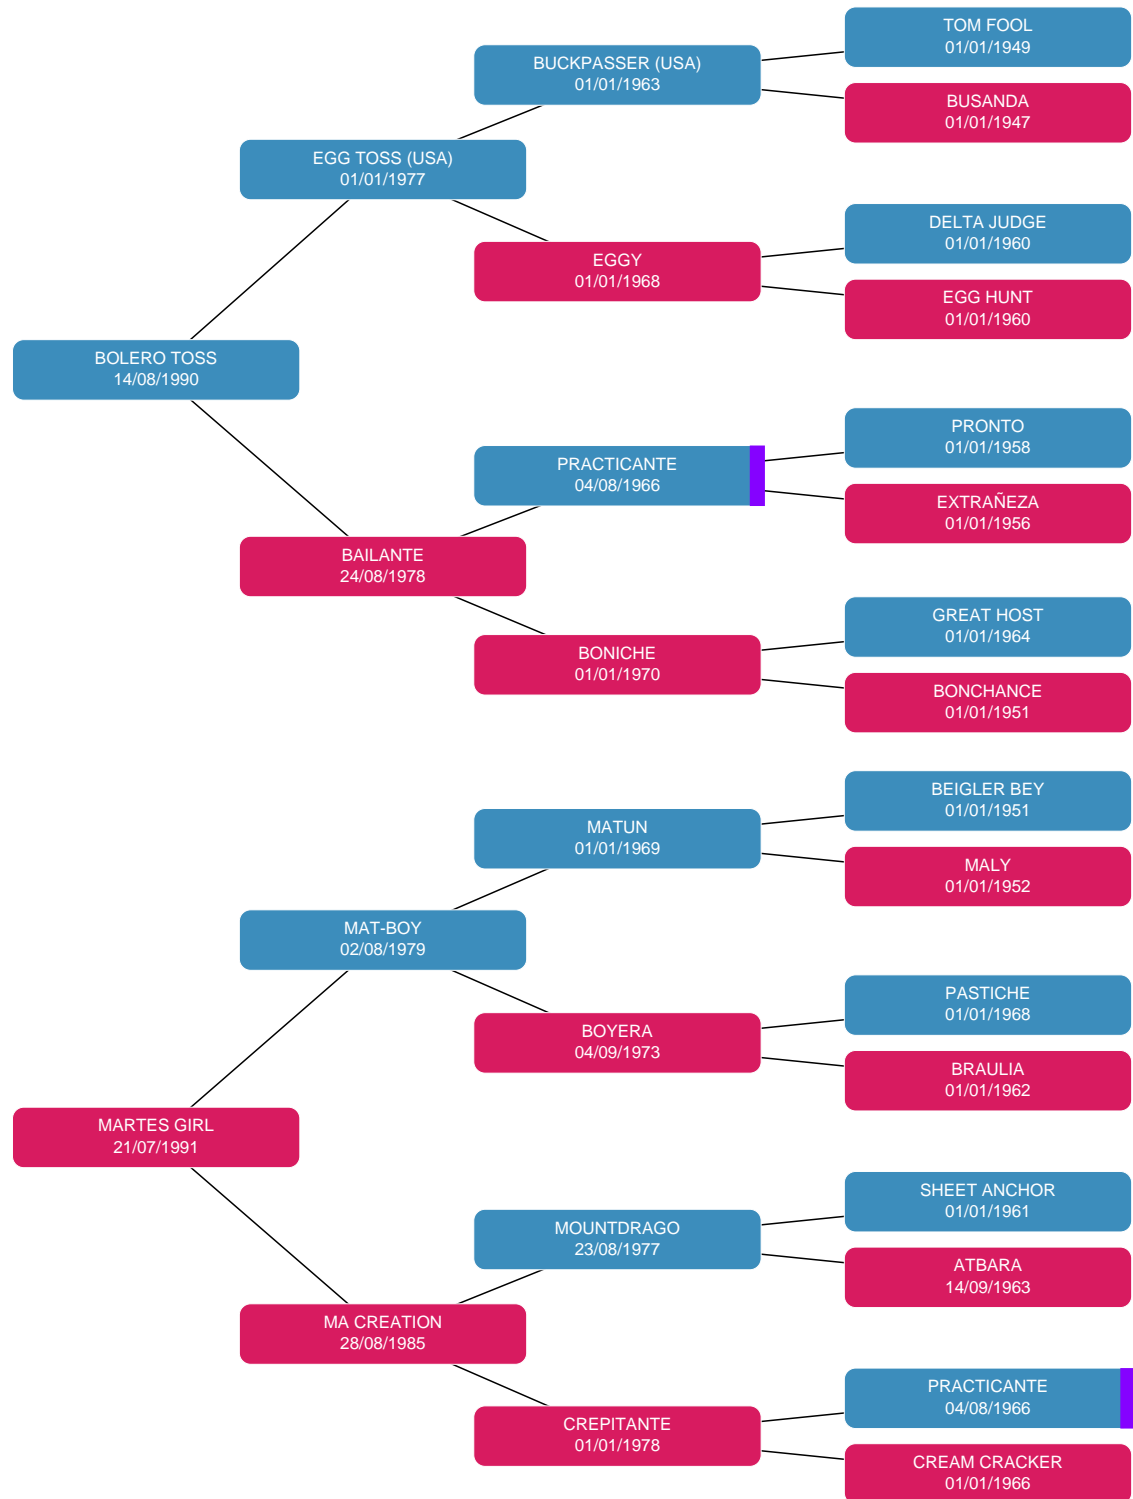 TOM FOOL
01/01/1949
BUCKPASSER (USA)
01/01/1963
BUSANDA
01/01/1947
EGG TOSS (USA)
01/01/1977
DELTA JUDGE
01/01/1960
EGGY
01/01/1968
EGG HUNT
01/01/1960
BOLERO TOSS
14/08/1990
PRONTO
01/01/1958
PRACTICANTE
04/08/1966
EXTRAÑEZA
01/01/1956
BAILANTE
24/08/1978
GREAT HOST
01/01/1964
BONICHE
01/01/1970
BONCHANCE
01/01/1951
BEIGLER BEY
01/01/1951
MATUN
01/01/1969
MALY
01/01/1952
MAT-BOY
02/08/1979
PASTICHE
01/01/1968
BOYERA
04/09/1973
BRAULIA
01/01/1962
MARTES GIRL
21/07/1991
SHEET ANCHOR
01/01/1961
MOUNTDRAGO
23/08/1977
ATBARA
14/09/1963
MA CREATION
28/08/1985
PRACTICANTE
04/08/1966
CREPITANTE
01/01/1978
CREAM CRACKER
01/01/1966